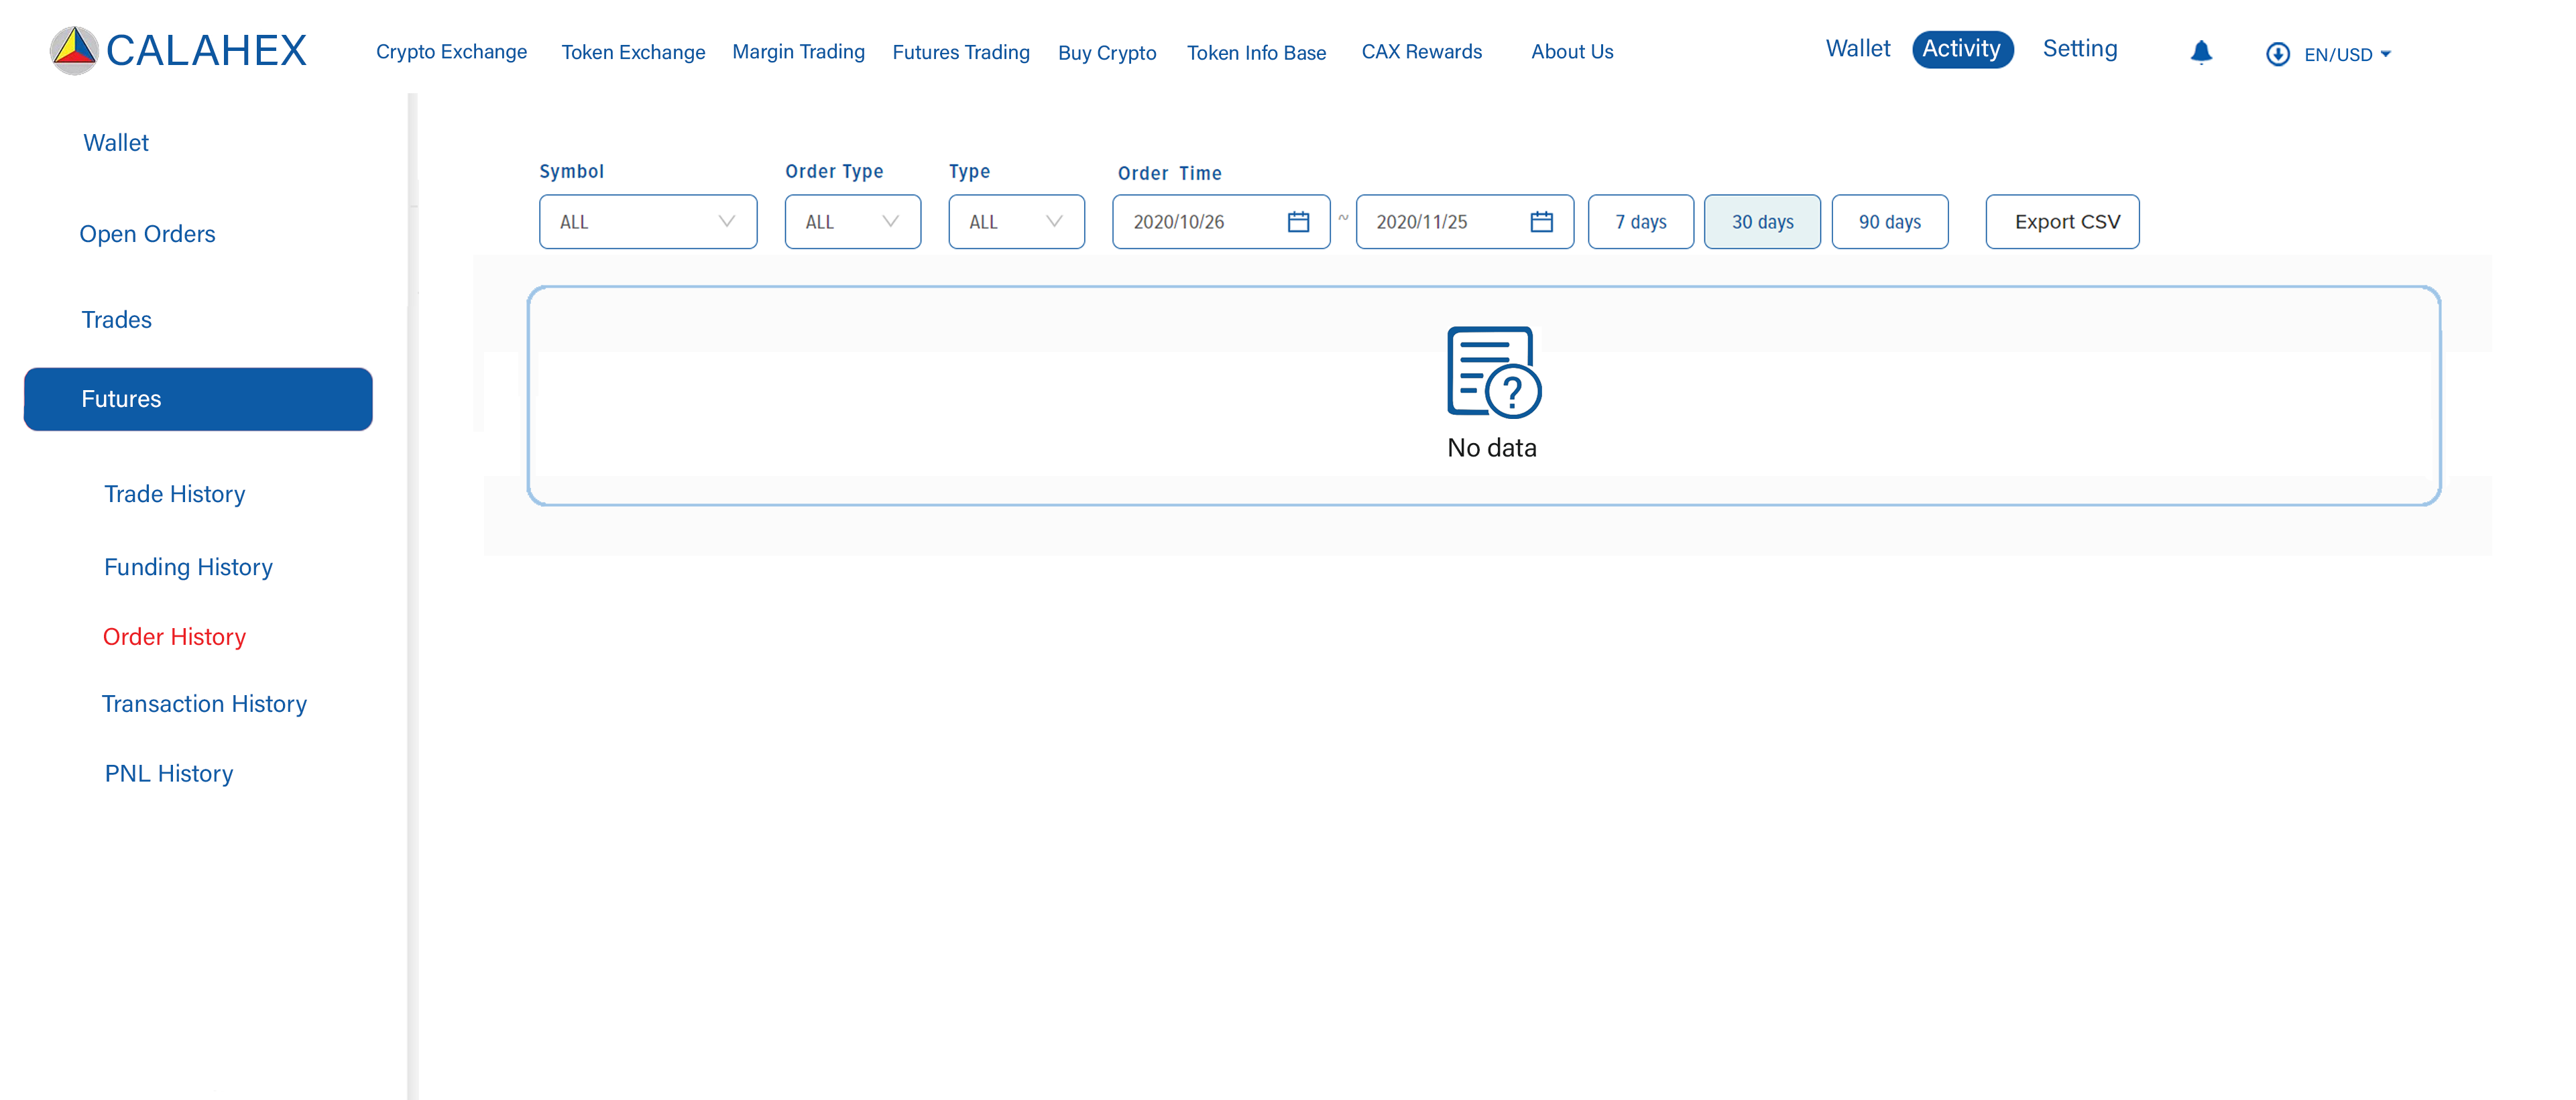 CALAHEX
Crypto Exchange Token Exchange Margin Trading Futures Trading Buy Crypto Token Info Base CAX Rewards About Us Wallet Activity Setting EN/USD
Wallet
Open Orders
Trades
Futures
Trade History
Funding History
Order History
Transaction History
PNL History
Symbol Order Type Type Order Time
ALL ALL ALL 2020/10/26 ~ 2020/11/25 7 days 30 days 90 days Export CSV
?
No data